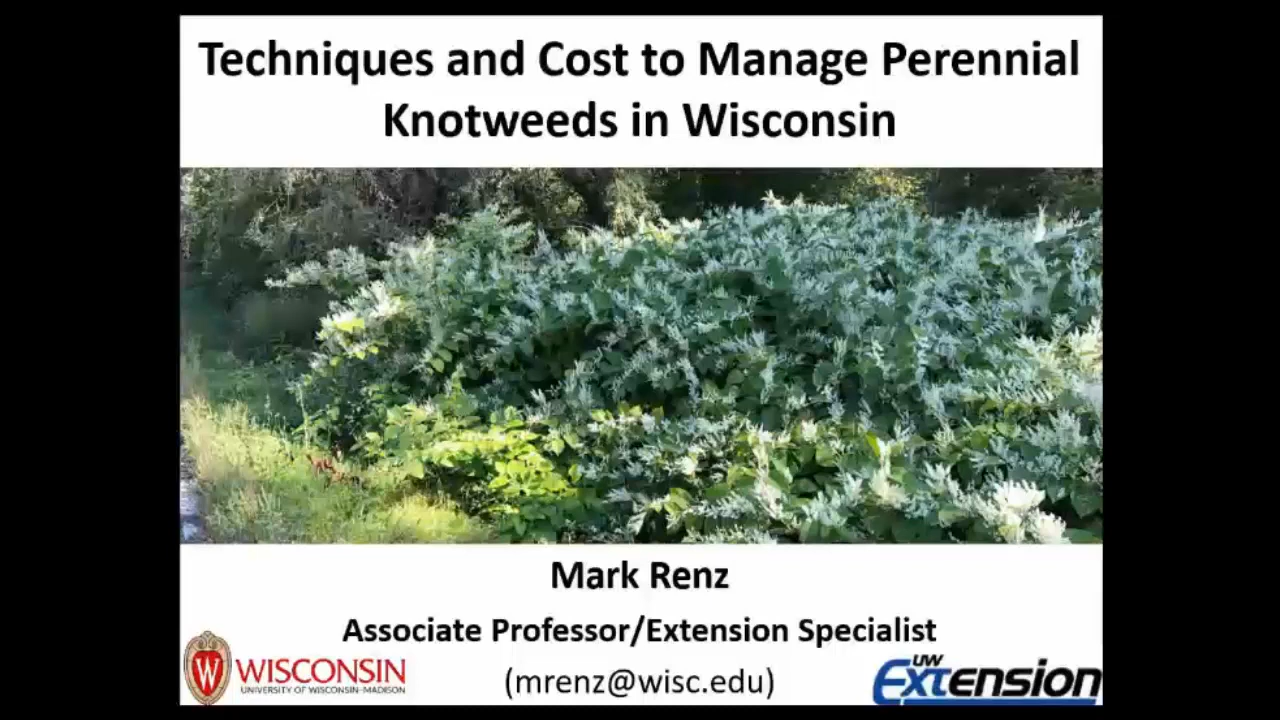 Techniques and Cost to Manage Perennial
Knotweeds in Wisconsin
Mark Renz
Associate Professor/Extension Specialist
(mrenz@wisc.edu)
W
WISCONSIN
UNIVERSITY OF WISCONSIN-MADISON
UW
Extension